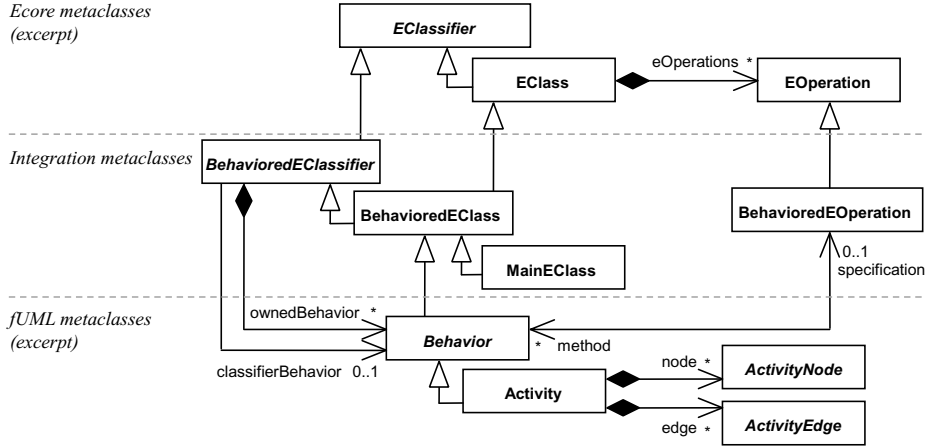 Ecore metaclasses
(excerpt)
EClassifier
EClass
eOperations *
EOperation
Integration metaclasses
BehavioredEClassifier
BehavioredEClass
BehavioredEOperation
MainEClass
0..1
specification
fUML metaclasses
(excerpt)
ownedBehavior *
Behavior
* method
classifierBehavior 0..1
Activity
node *
ActivityNode
edge *
ActivityEdge